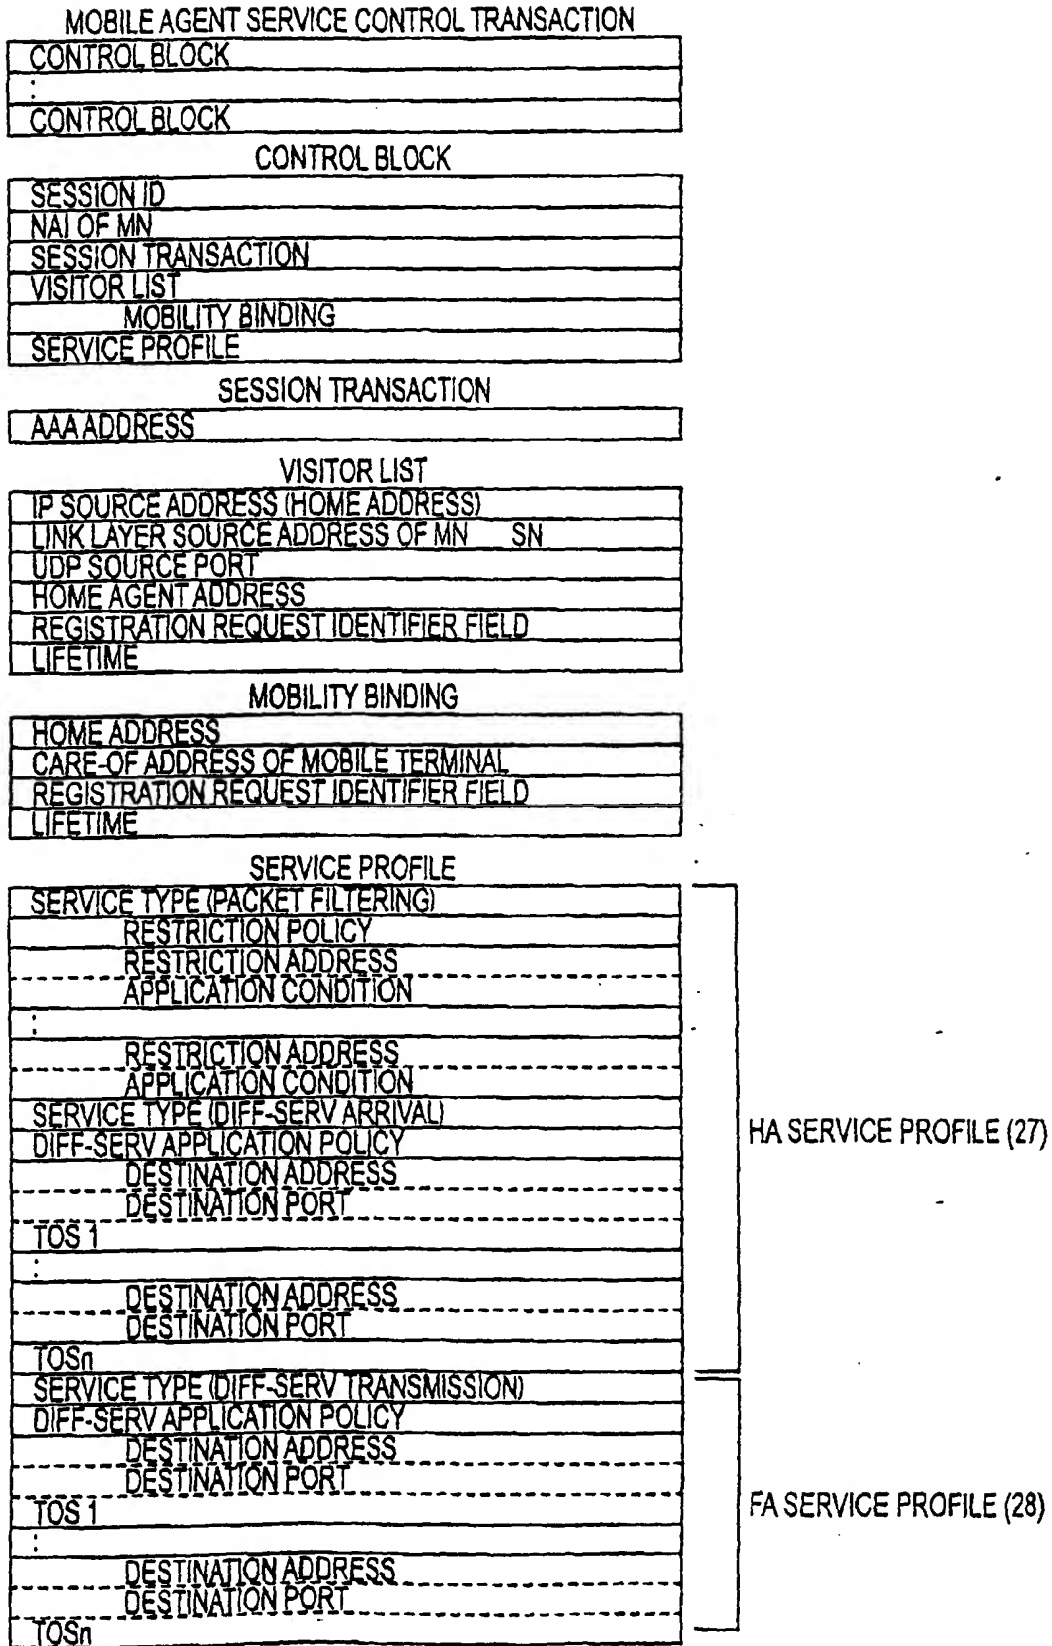 MOBILE AGENT SERVICE CONTROL TRANSACTION
CONTROL BLOCK
:
CONTROL BLOCK
CONTROL BLOCK
SESSION ID
NAI OF MN
SESSION TRANSACTION
VISITOR LIST
MOBILITY BINDING
SERVICE PROFILE
SESSION TRANSACTION
AAA ADDRESS
VISITOR LIST
IP SOURCE ADDRESS (HOME ADDRESS)
LINK LAYER SOURCE ADDRESS OF MN SN
UDP SOURCE PORT
HOME AGENT ADDRESS
REGISTRATION REQUEST IDENTIFIER FIELD
LIFETIME
MOBILITY BINDING
HOME ADDRESS
CARE-OF ADDRESS OF MOBILE TERMINAL
REGISTRATION REQUEST IDENTIFIER FIELD
LIFETIME
SERVICE PROFILE
SERVICE TYPE (PACKET FILTERING)
RESTRICTION POLICY
RESTRICTION ADDRESS
APPLICATION CONDITION
:
RESTRICTION ADDRESS
APPLICATION CONDITION
SERVICE TYPE (DIFF-SERV ARRIVAL)
DIFF-SERV APPLICATION POLICY
DESTINATION ADDRESS
DESTINATION PORT
TOS 1
:
DESTINATION ADDRESS
DESTINATION PORT
TOSn
HA SERVICE PROFILE (27)
SERVICE TYPE (DIFF-SERV TRANSMISSION)
DIFF-SERV APPLICATION POLICY
DESTINATION ADDRESS
DESTINATION PORT
TOS 1
:
DESTINATION ADDRESS
DESTINATION PORT
TOSn
FA SERVICE PROFILE (28)